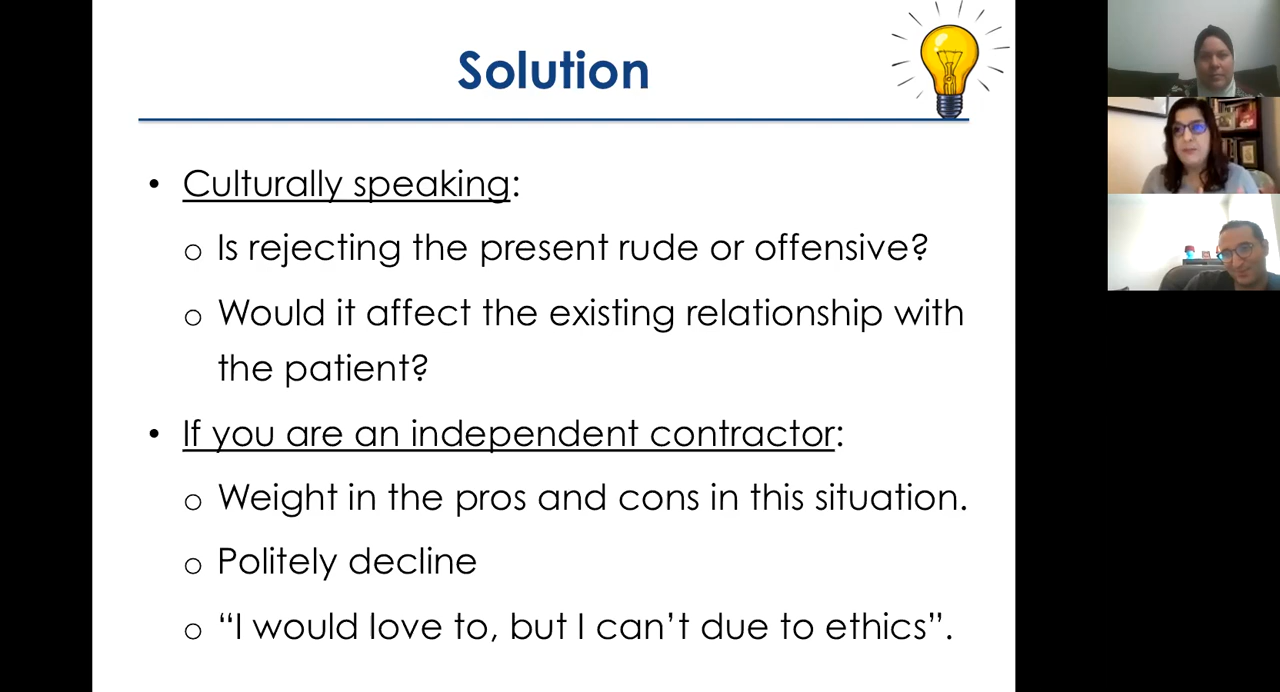 Solution
• Culturally speaking:
o Is rejecting the present rude or offensive?
o Would it affect the existing relationship with
the patient?
• If you are an independent contractor:
o Weight in the pros and cons in this situation.
o Politely decline
o “I would love to, but I can’t due to ethics”.